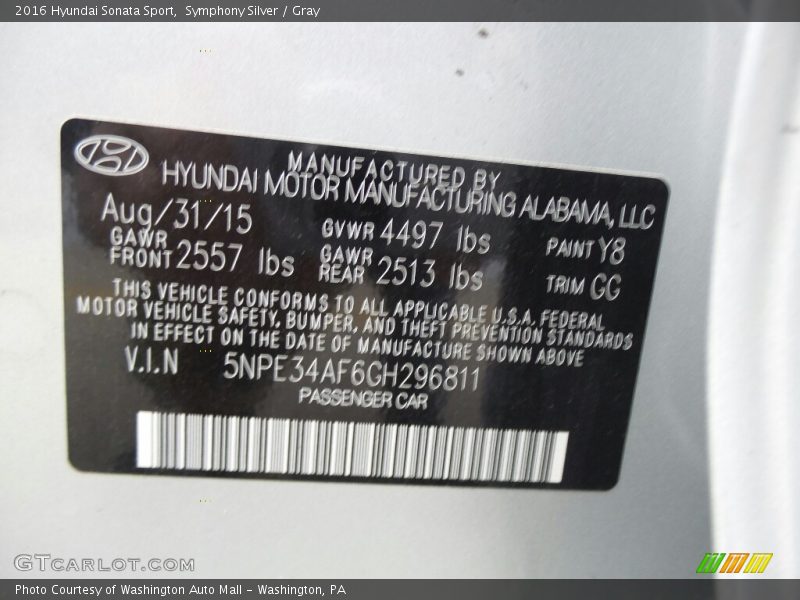 2016 Hyundai Sonata Sport,  Symphony Silver / Gray
MANUFACTURED BY
HYUNDAI MOTOR MANUFACTURING ALABAMA, LLC
Aug/31/15 GVWR 4497 lbs PAINT Y8
GAWR FRONT 2557 lbs GAWR REAR 2513 lbs TRIM GG
THIS VEHICLE CONFORMS TO ALL APPLICABLE U.S.A. FEDERAL
MOTOR VEHICLE SAFETY, BUMPER, AND THEFT PREVENTION STANDARDS
IN EFFECT ON THE DATE OF MANUFACTURE SHOWN ABOVE
V.I.N 5NPE34AF6GH296811
PASSENGER CAR
GTCARLOT.COM
Photo Courtesy of Washington Auto Mall - Washington, PA